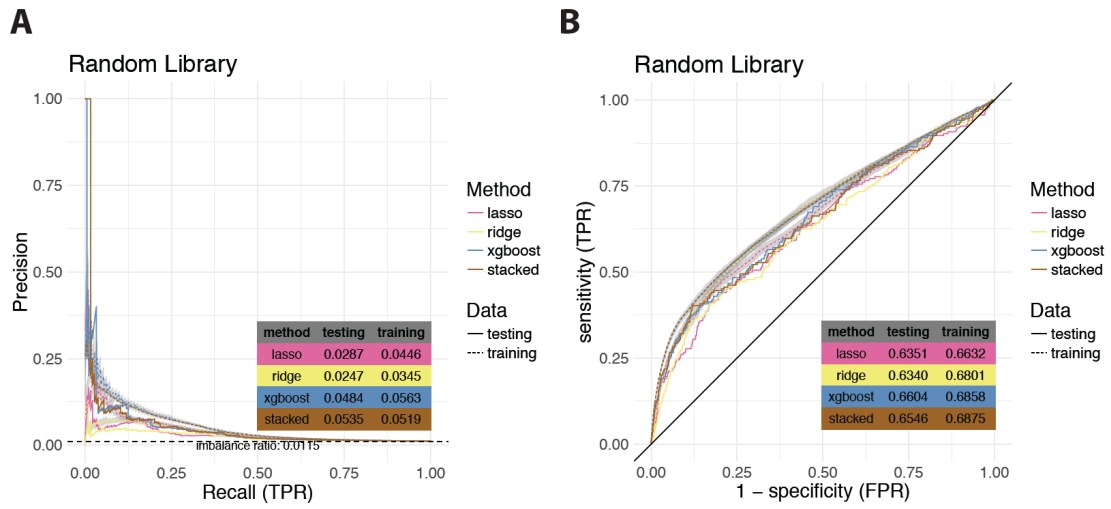 A
Random Library
1.00
0.75
0.50
0.25
0.00
Precision
0.00 0.25 0.50 0.75 1.00
Recall (TPR)
imbalance ratio: 0.0115
method testing training
lasso 0.0287 0.0446
ridge 0.0247 0.0345
xgboost 0.0484 0.0563
stacked 0.0535 0.0519
Method
lasso
ridge
xgboost
stacked
Data
testing
training
B
Random Library
1.00
0.75
0.50
0.25
0.00
sensitivity (TPR)
0.00 0.25 0.50 0.75 1.00
1 − specificity (FPR)
method testing training
lasso 0.6351 0.6632
ridge 0.6340 0.6801
xgboost 0.6604 0.6858
stacked 0.6546 0.6875
Method
lasso
ridge
xgboost
stacked
Data
testing
training